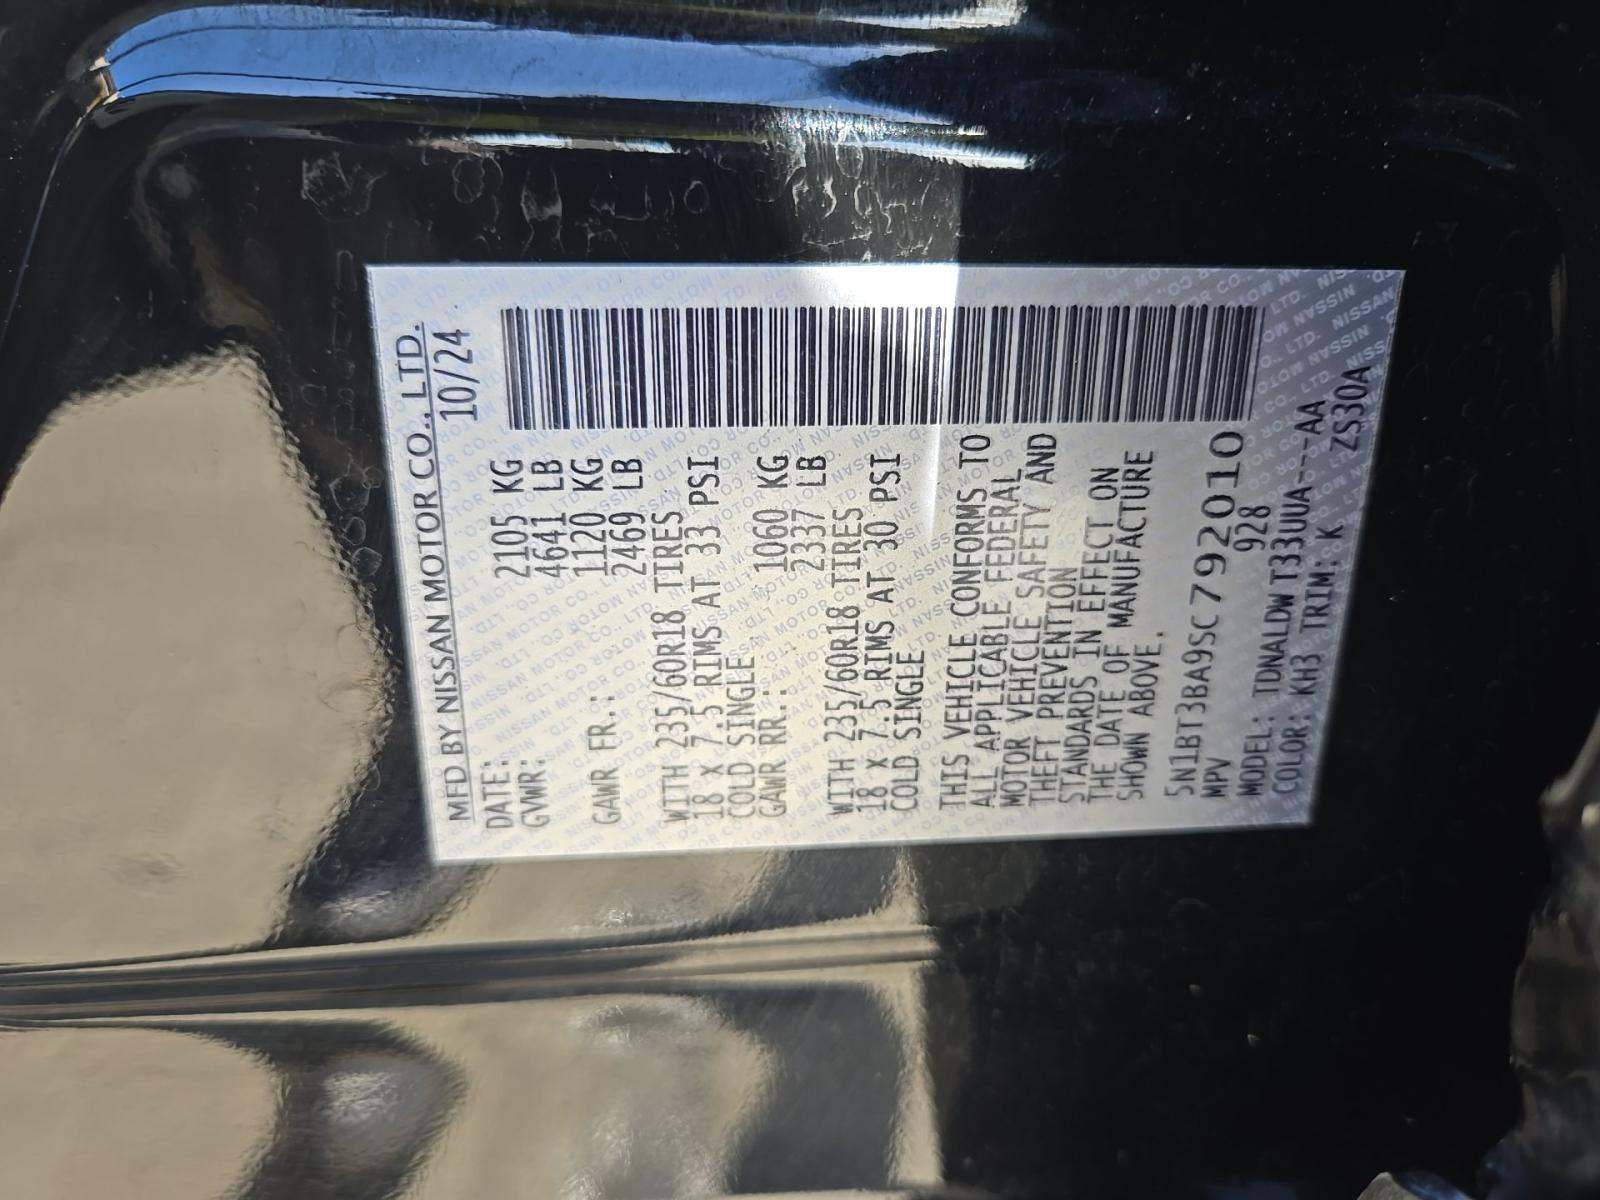 MFD BY NISSAN MOTOR CO., LTD.
DATE: 10/24
GVWR: 2105 KG
4641 LB
GAWR FR.: 1120 KG
2469 LB
WITH 235/60R18 TIRES
18 X 7.5 RIMS AT 33 PSI
COLD SINGLE
GAWR RR.: 1060 KG
2337 LB
WITH 235/60R18 TIRES
18 X 7.5 RIMS AT 30 PSI
COLD SINGLE
THIS VEHICLE CONFORMS TO
ALL APPLICABLE FEDERAL
MOTOR VEHICLE SAFETY AND
THEFT PREVENTION
STANDARDS IN EFFECT ON
THE DATE OF MANUFACTURE
SHOWN ABOVE.
5N1BT3BA9SC792010
MPV 928
MODEL: TDNALDW T33UUA---AA
COLOR: KH3 TRIM: K ZS30A